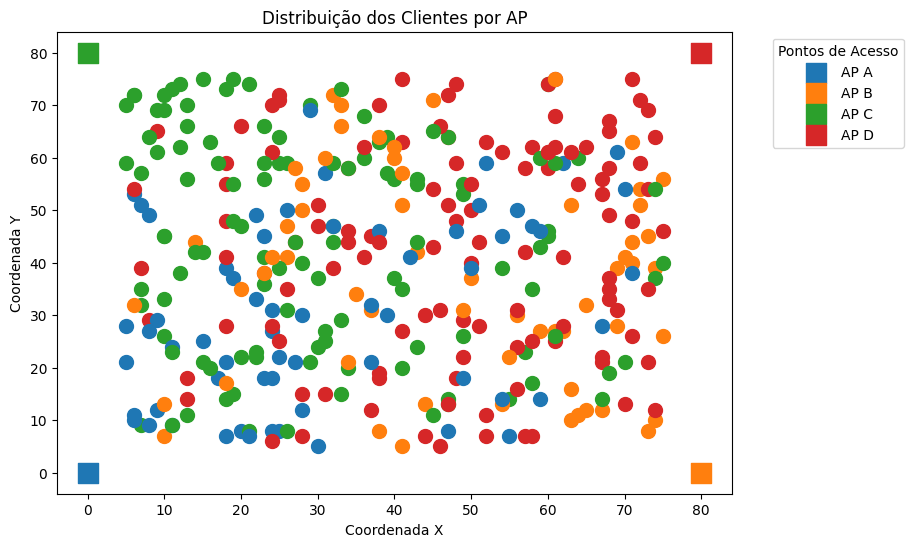 Distribuição dos Clientes por AP
80
70
60
50
40
30
20
10
0
Coordenada Y
0 10 20 30 40 50 60 70 80
Coordenada X
Pontos de Acesso
AP A
AP B
AP C
AP D